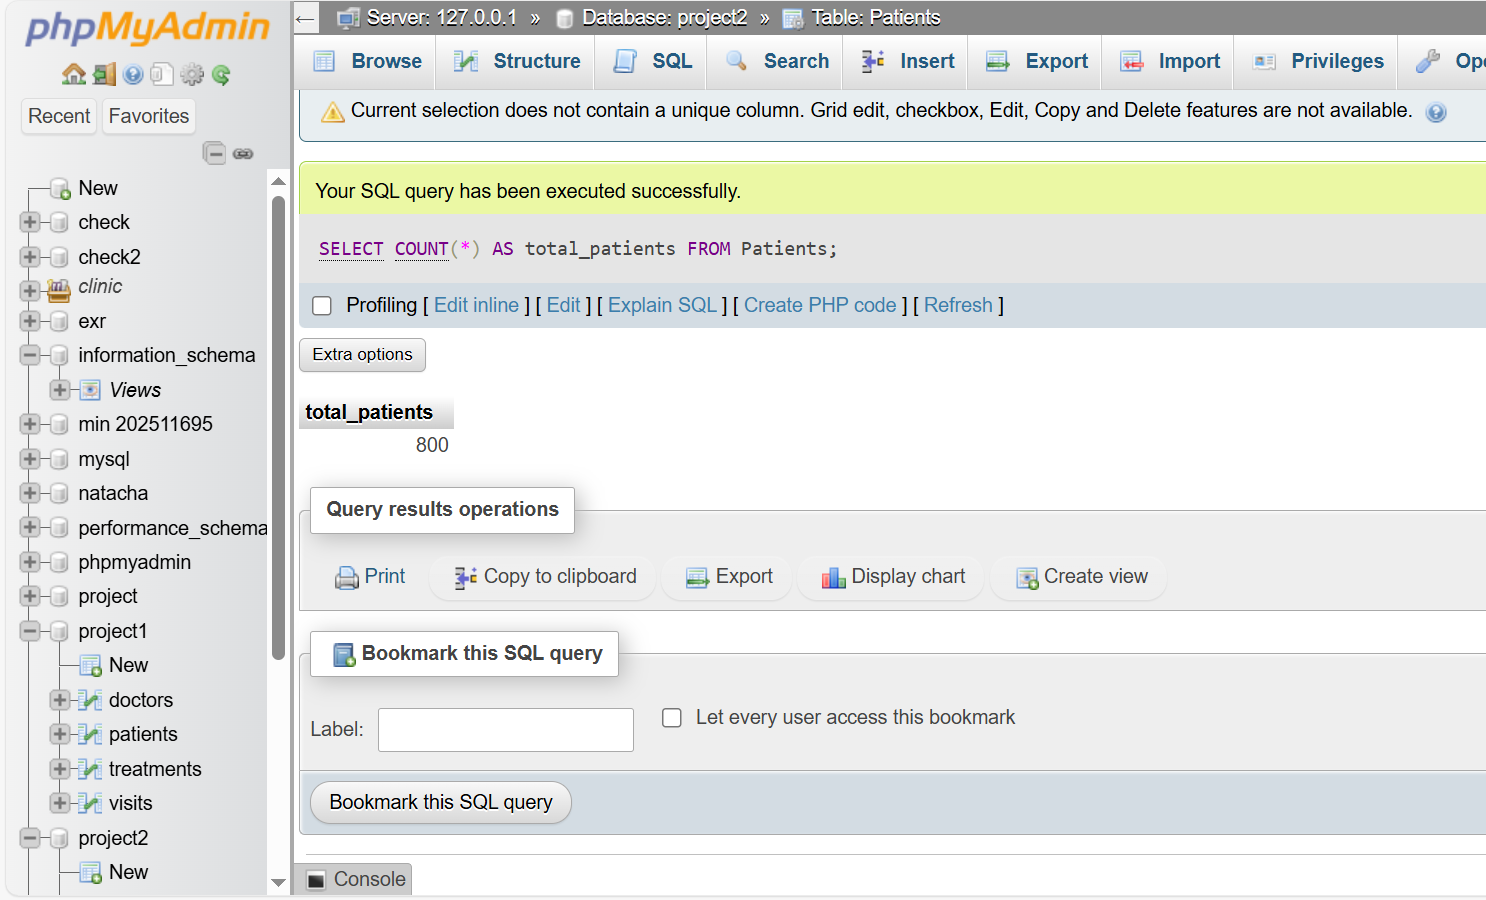 phpMyAdmin
Recent
Favorites
New
check
check2
clinic
exr
information_schema
Views
min 202511695
mysql
natacha
performance_schema
phpmyadmin
project
project1
New
doctors
patients
treatments
visits
project2
New
Server: 127.0.0.1 » Database: project2 » Table: Patients
Browse
Structure
SQL
Search
Insert
Export
Import
Privileges
Current selection does not contain a unique column. Grid edit, checkbox, Edit, Copy and Delete features are not available.
Your SQL query has been executed successfully.
SELECT COUNT(*) AS total_patients FROM Patients;
Profiling [ Edit inline ] [ Edit ] [ Explain SQL ] [ Create PHP code ] [ Refresh ]
Extra options
total_patients
800
Query results operations
Print
Copy to clipboard
Export
Display chart
Create view
Bookmark this SQL query
Label:
Let every user access this bookmark
Bookmark this SQL query
Console